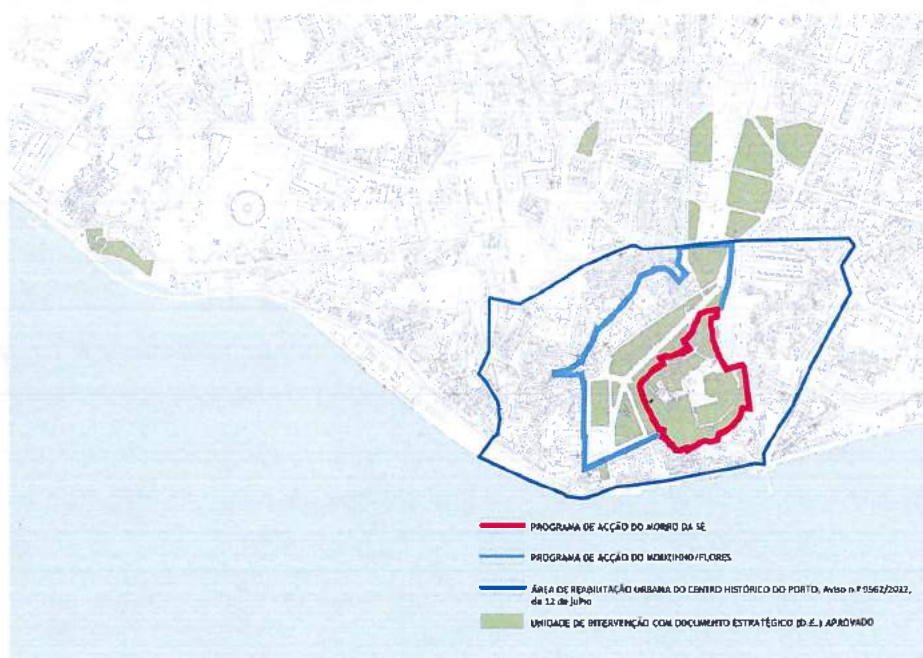 PROGRAMA DE ACÇÃO DO MORRO DA SÉ
PROGRAMA DE ACÇÃO DO MOUZINHO/FLORES
ÁREA DE REABILITAÇÃO URBANA DO CENTRO HISTÓRICO DO PORTO, Aviso n.º 9562/2012,
de 12 de julho
UNIDADE DE INTERVENÇÃO COM DOCUMENTO ESTRATÉGICO (D.E.) APROVADO